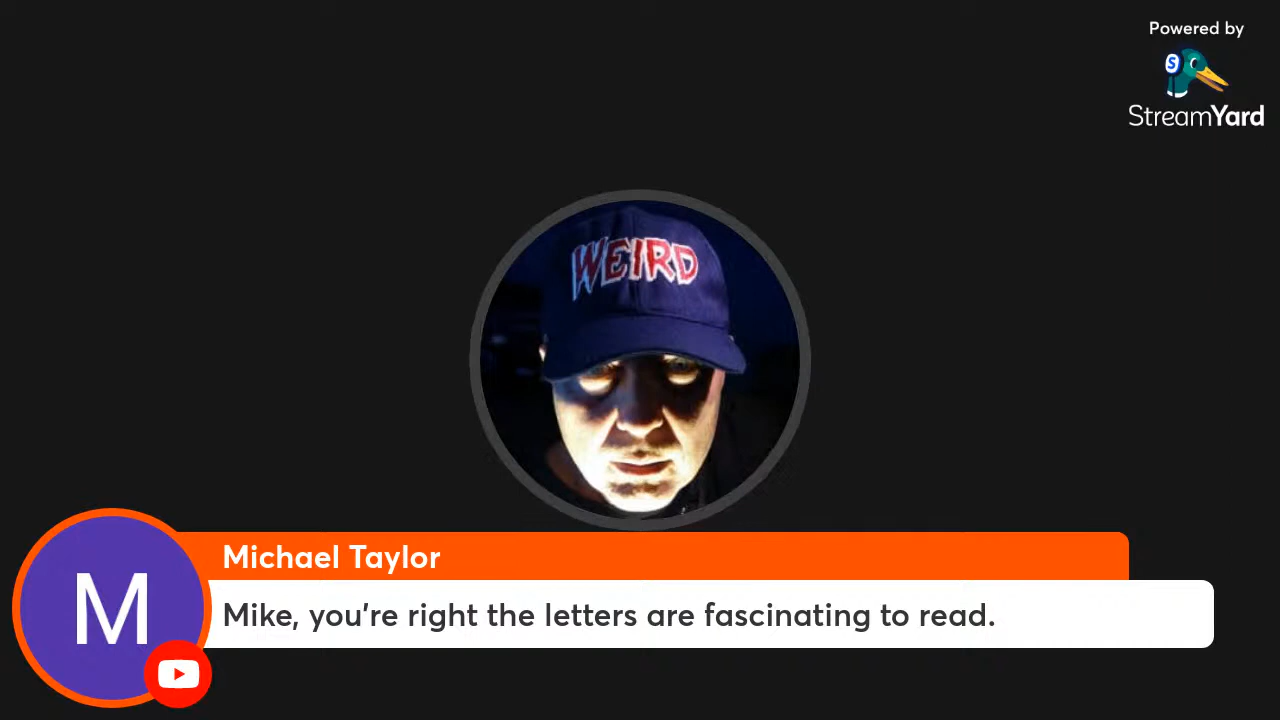 Powered by
S
StreamYard
WEIRD
Michael Taylor
Mike, you're right the letters are fascinating to read.
M